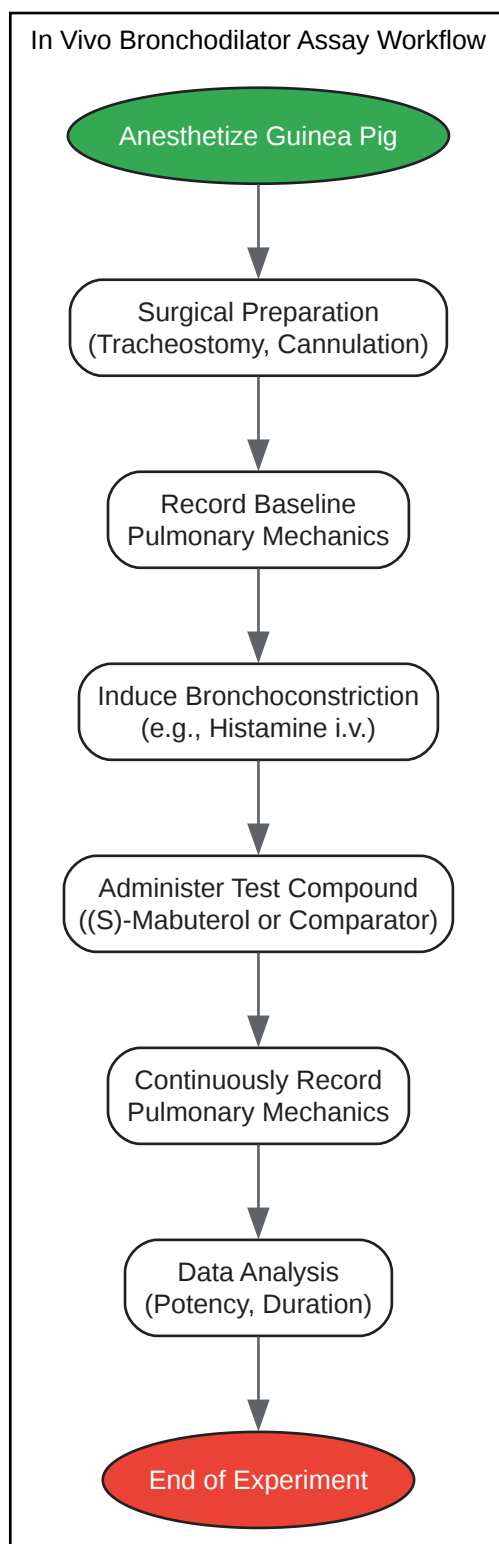 In Vivo Bronchodilator Assay Workflow
Anesthetize Guinea Pig
Surgical Preparation
(Tracheostomy, Cannulation)
Record Baseline
Pulmonary Mechanics
Induce Bronchoconstriction
(e.g., Histamine i.v.)
Administer Test Compound
((S)-Mabuterol or Comparator)
Continuously Record
Pulmonary Mechanics
Data Analysis
(Potency, Duration)
End of Experiment